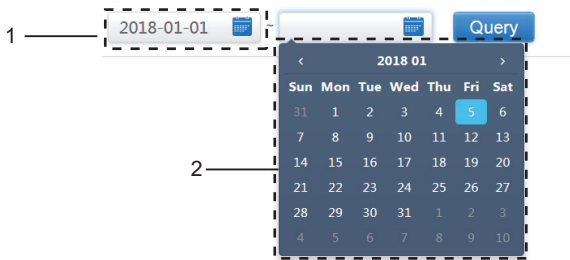 1 2018-01-01 ~ Query
‹ 2018 01 ›
Sun Mon Tue Wed Thu Fri Sat
31 1 2 3 4 5 6
7 8 9 10 11 12 13
2 14 15 16 17 18 19 20
21 22 23 24 25 26 27
28 29 30 31 1 2 3
4 5 6 7 8 9 10